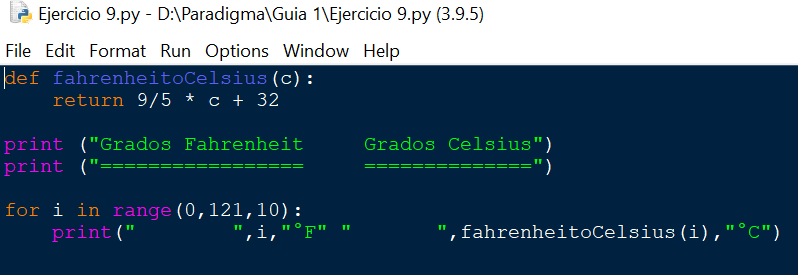 Ejercicio 9.py - D:\Paradigma\Guia 1\Ejercicio 9.py (3.9.5)
File Edit Format Run Options Window Help
def fahrenheitoCelsius(c):
    return 9/5 * c + 32
print ("Grados Fahrenheit     Grados Celsius")
print ("=================     ==============")
for i in range(0,121,10):
    print("        ",i,"°F" "       ",fahrenheitoCelsius(i),"°C")